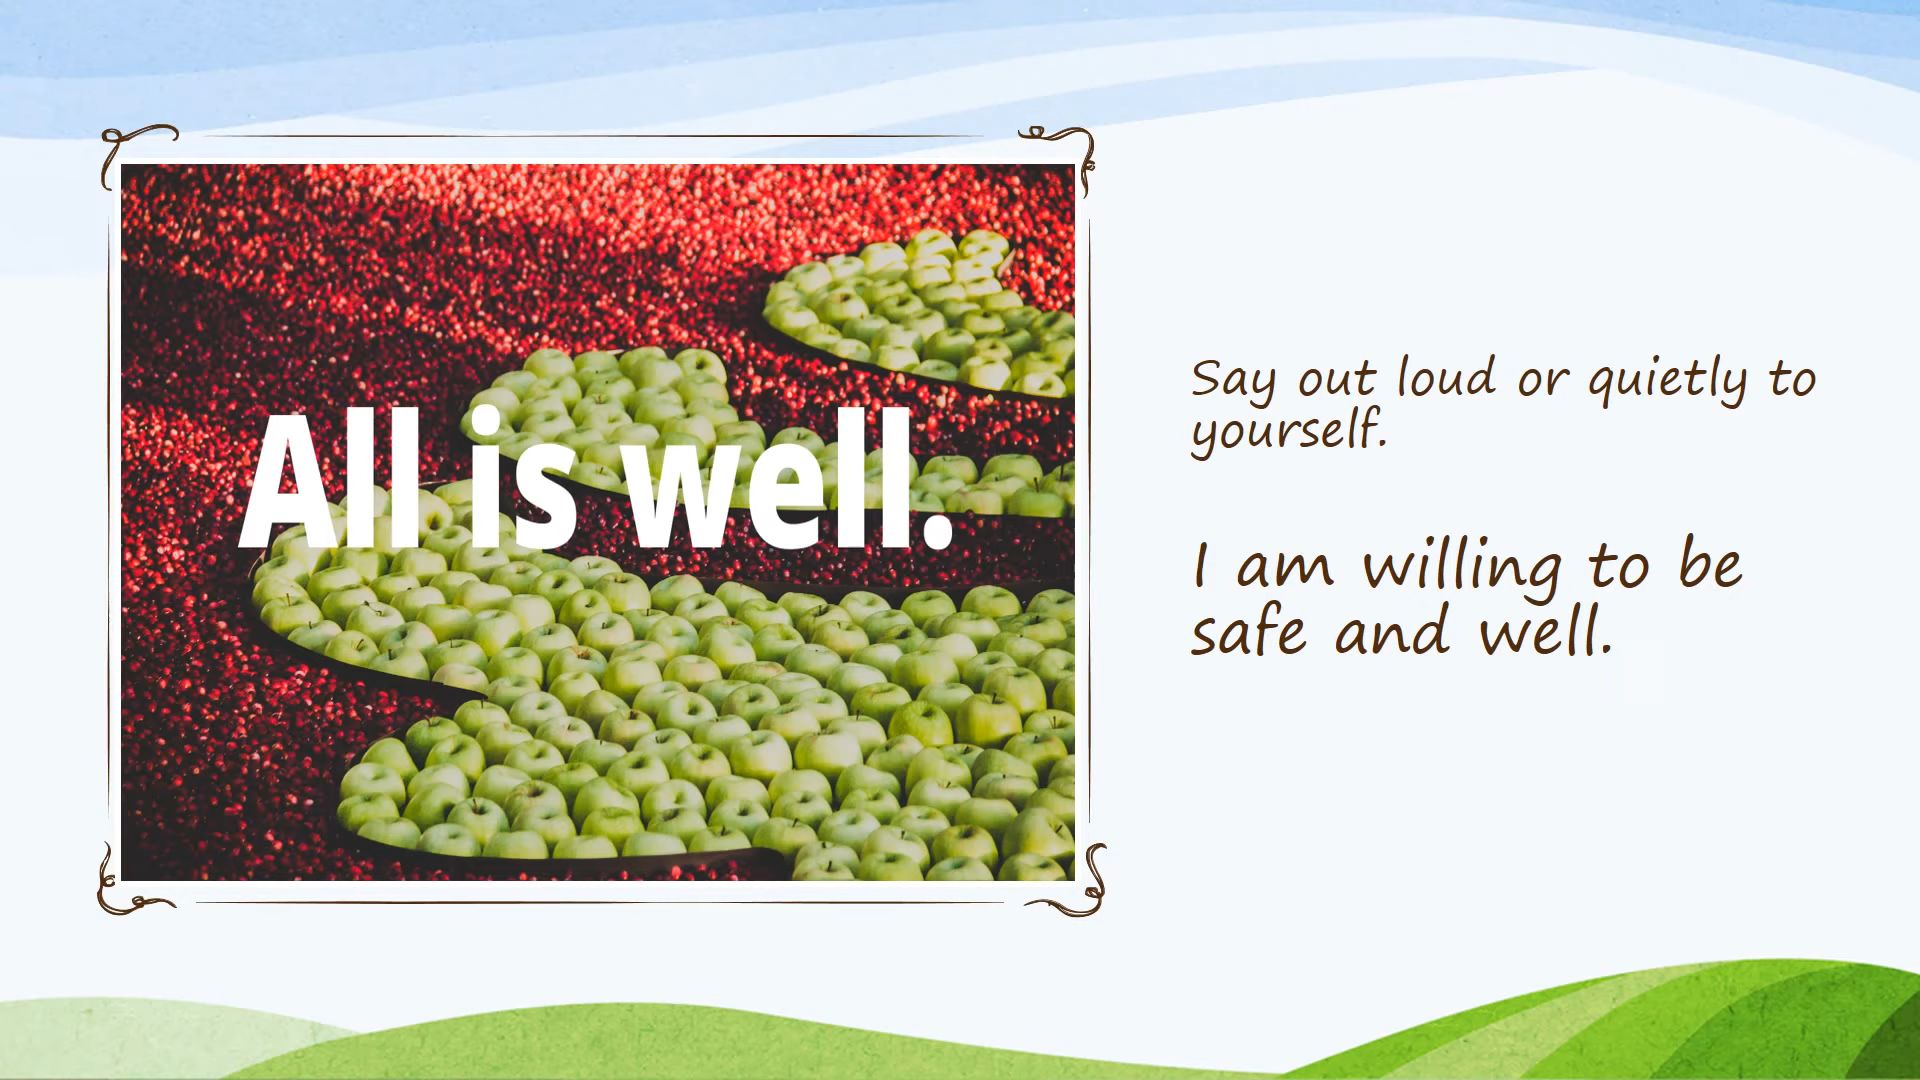 All is well.
Say out loud or quietly to
yourself.
I am willing to be
safe and well.